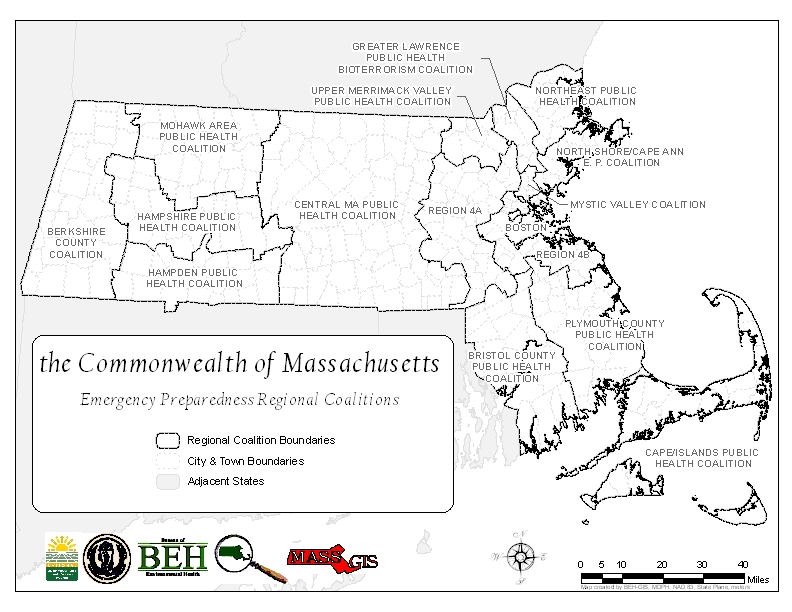 GREATER LAWRENCE
PUBLIC HEALTH
BIOTERRORISM COALITION
UPPER MERRIMACK VALLEY
PUBLIC HEALTH COALITION
NORTHEAST PUBLIC
HEALTH COALITION
MOHAWK AREA
PUBLIC HEALTH
COALITION
NORTH SHORE/CAPE ANN
E. P. COALITION
MYSTIC VALLEY COALITION
CENTRAL MA PUBLIC
HEALTH COALITION
REGION 4A
HAMPSHIRE PUBLIC
HEALTH COALITION
BOSTON
BERKSHIRE
COUNTY
COALITION
REGION 4B
HAMPDEN PUBLIC
HEALTH COALITION
PLYMOUTH COUNTY
PUBLIC HEALTH
COALITION
BRISTOL COUNTY
PUBLIC HEALTH
COALITION
CAPE/ISLANDS PUBLIC
HEALTH COALITION
the Commonwealth of Massachusetts
Emergency Preparedness Regional Coalitions
Regional Coalition Boundaries
City & Town Boundaries
Adjacent States
Bureau of
BEH
Environmental Health
MASS GIS
N
W
E
S
0 5 10 20 30 40
Miles
Map created by BEH-GIS, MDPH. NAD 83, State Plane, meters